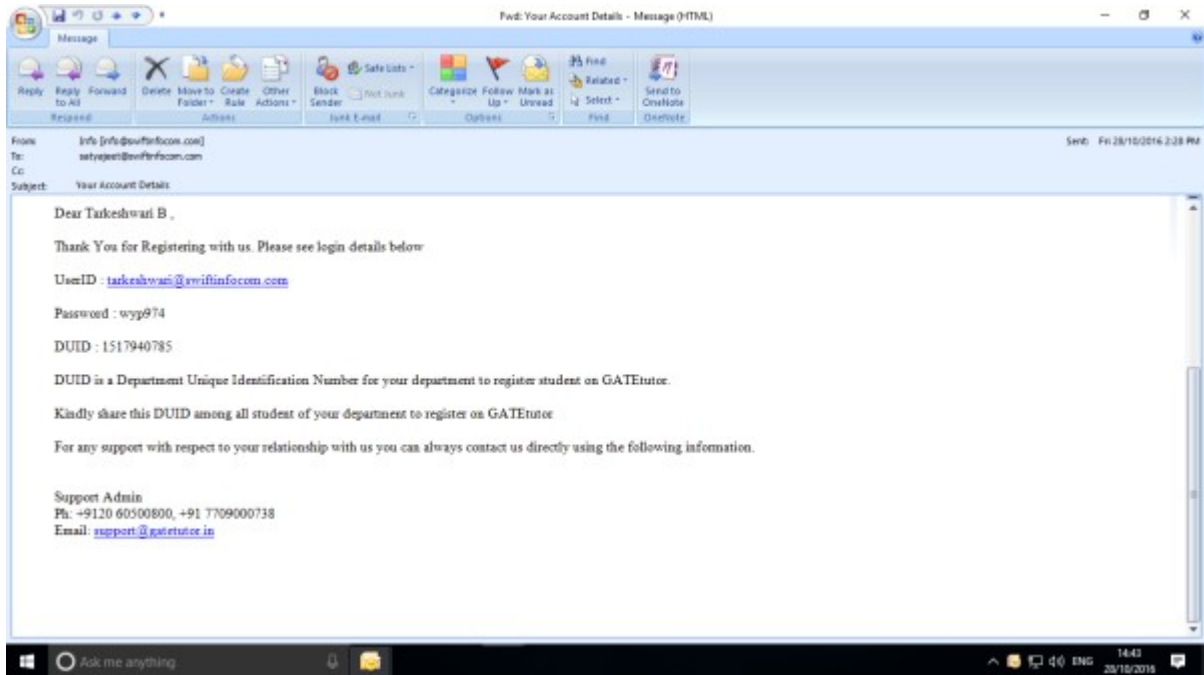 Fwd: Your Account Details - Message (HTML)
Message
Reply
Reply to All
Forward
Delete
Move to Folder
Create Rule
Other Actions
Block Sender
Safe Lists
Not Junk
Categorize
Follow Up
Mark as Unread
Find
Related
Select
Send to OneNote
Respond
Actions
Junk E-mail
Options
Find
OneNote
From: Info [info@swiftinfocom.com]
Sent: Fri 28/10/2016 2:28 PM
To: satyajeet@swiftinfocom.com
Cc:
Subject: Your Account Details
Dear Tarkeshwari B ,
Thank You for Registering with us. Please see login details below
UserID : tarkeshwari@swiftinfocom.com
Password : wyp974
DUID : 1517940785
DUID is a Department Unique Identification Number for your department to register student on GATEtutor.
Kindly share this DUID among all student of your department to register on GATEtutor
For any support with respect to your relationship with us you can always contact us directly using the following information.
Support Admin
Ph: +9120 60500800, +91 7709000738
Email: support@gatetutor.in
Ask me anything
ENG
14:43
28/10/2016